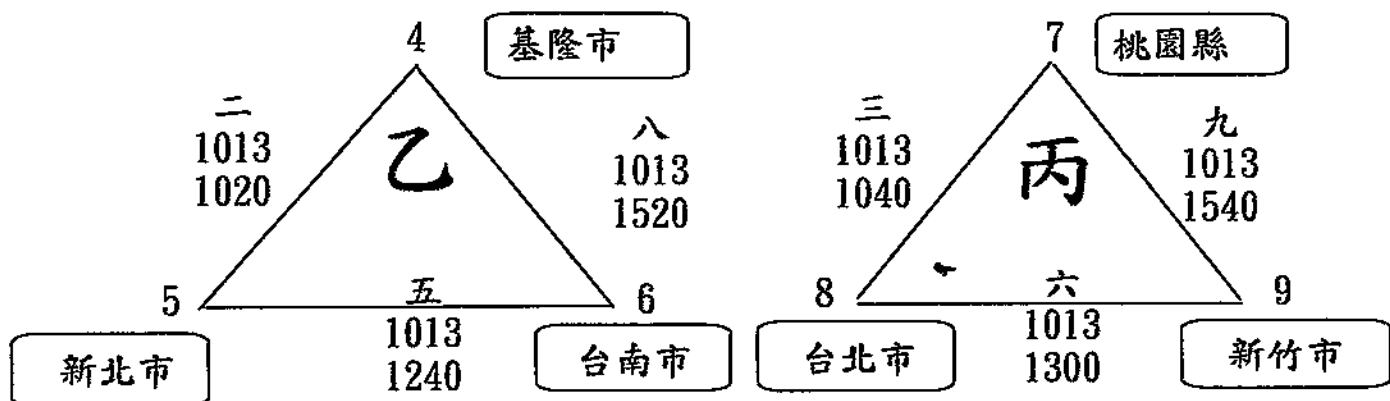 4
基隆市
二
1013
1020
乙
八
1013
1520
5
五
6
1013
1240
新北市
台南市
7
桃園縣
三
1013
1040
丙
九
1013
1540
8
六
9
1013
1300
台北市
新竹市